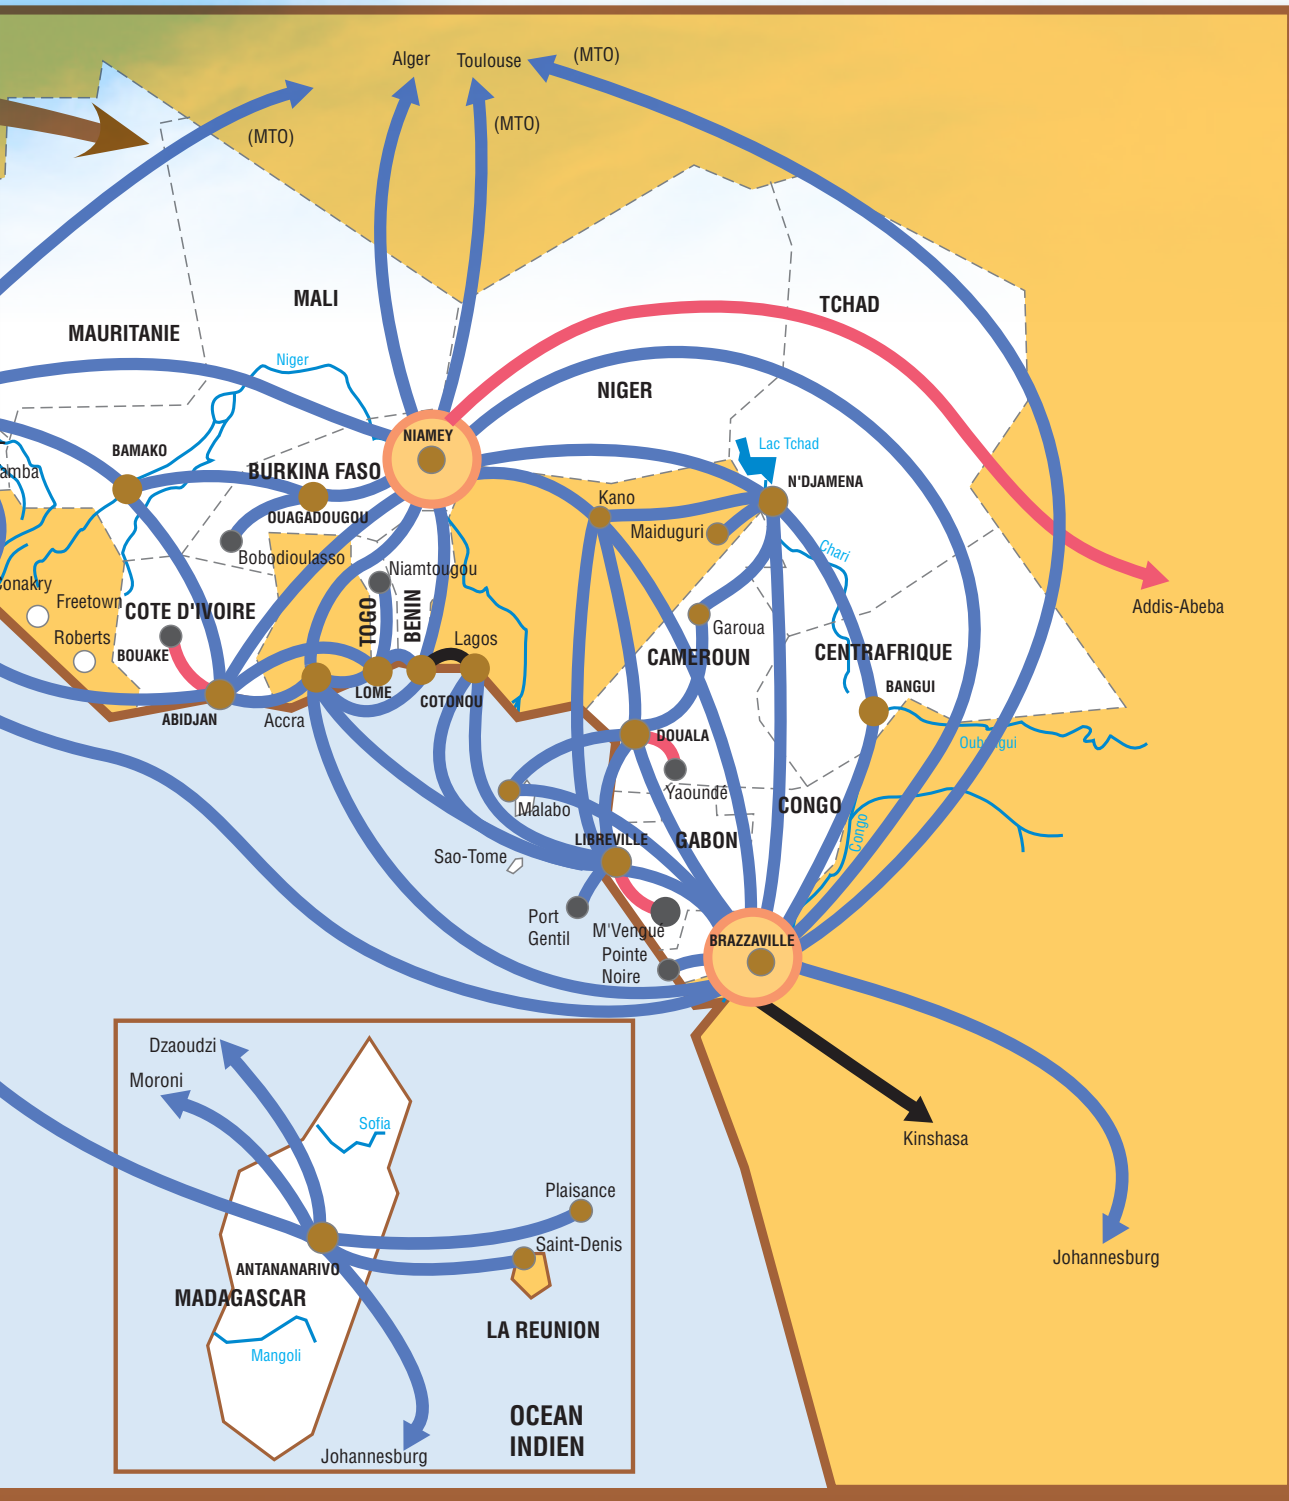 Alger
Toulouse
(MTO)
(MTO)
(MTO)
MALI
TCHAD
MAURITANIE
Niger
NIGER
NIAMEY
Lac Tchad
BAMAKO
amba
BURKINA FASO
N'DJAMENA
Kano
OUAGADOUGOU
Maiduguri
Chari
Bobodioulasso
Niamtougou
onakry
Freetown
COTE D'IVOIRE
TOGO
BENIN
Addis-Abeba
Garoua
Roberts
Lagos
BOUAKE
CAMEROUN
CENTRAFRIQUE
BANGUI
LOME
COTONOU
ABIDJAN
Accra
DOUALA
Yaoundé
Malabo
CONGO
Congo
LIBREVILLE
GABON
Sao-Tome
Port
Gentil
M'Vengué
Pointe
Noire
BRAZZAVILLE
Dzaoudzi
Moroni
Sofia
Kinshasa
Plaisance
Saint-Denis
Johannesburg
ANTANANARIVO
MADAGASCAR
LA REUNION
Mangoli
OCEAN
INDIEN
Johannesburg